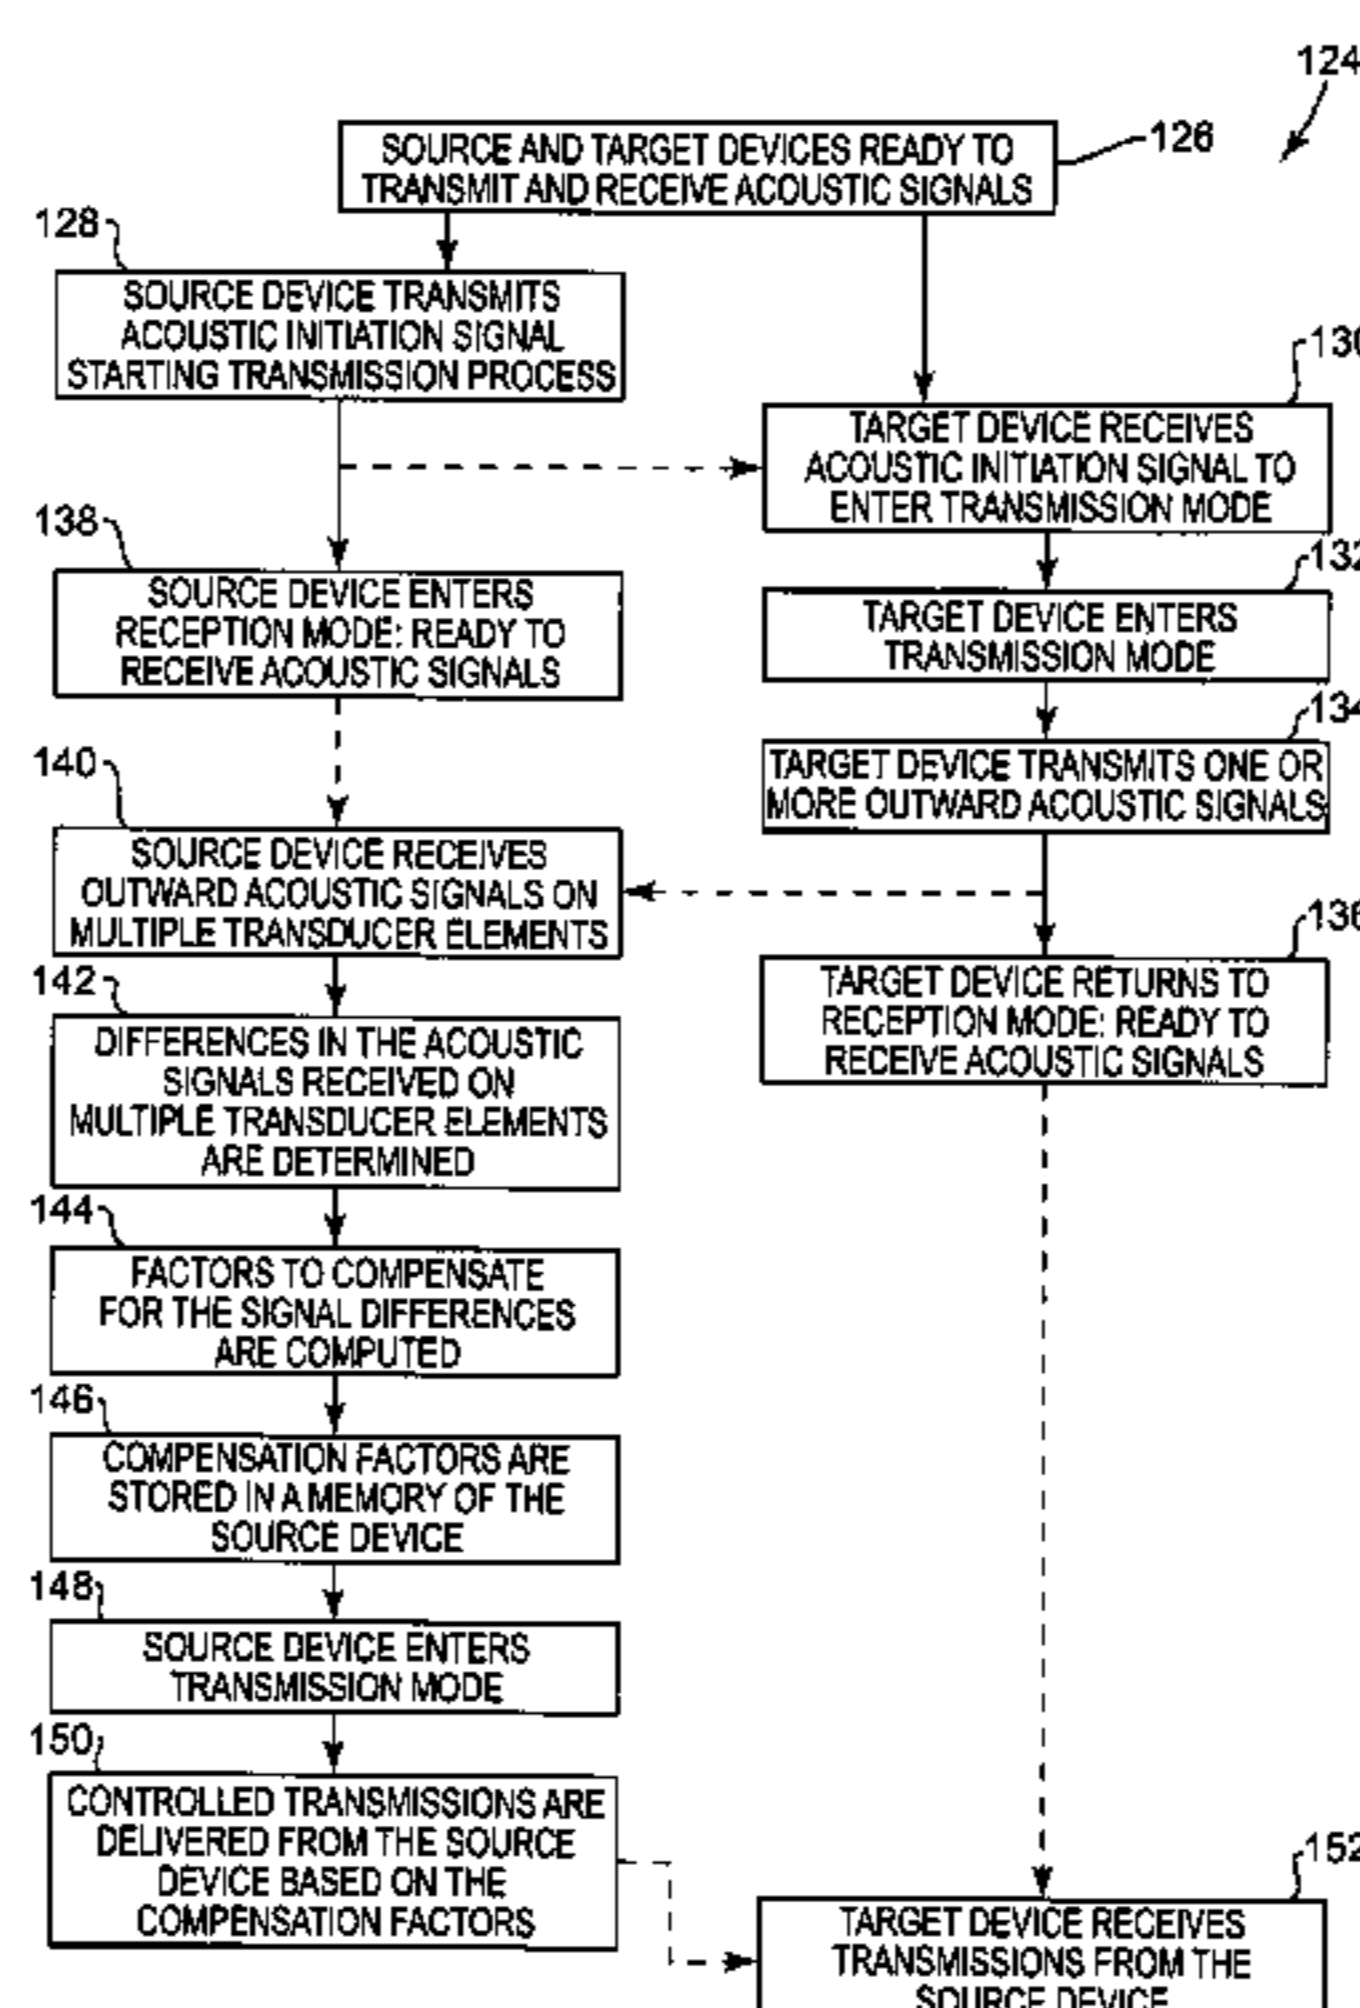 124
SOURCE AND TARGET DEVICES READY TO
TRANSMIT AND RECEIVE ACOUSTIC SIGNALS
126
128
SOURCE DEVICE TRANSMITS
ACOUSTIC INITIATION SIGNAL
STARTING TRANSMISSION PROCESS
130
TARGET DEVICE RECEIVES
ACOUSTIC INITIATION SIGNAL TO
ENTER TRANSMISSION MODE
138
SOURCE DEVICE ENTERS
RECEPTION MODE: READY TO
RECEIVE ACOUSTIC SIGNALS
132
TARGET DEVICE ENTERS
TRANSMISSION MODE
134
TARGET DEVICE TRANSMITS ONE OR
MORE OUTWARD ACOUSTIC SIGNALS
140
SOURCE DEVICE RECEIVES
OUTWARD ACOUSTIC SIGNALS ON
MULTIPLE TRANSDUCER ELEMENTS
136
TARGET DEVICE RETURNS TO
RECEPTION MODE: READY TO
RECEIVE ACOUSTIC SIGNALS
142
DIFFERENCES IN THE ACOUSTIC
SIGNALS RECEIVED ON
MULTIPLE TRANSDUCER ELEMENTS
ARE DETERMINED
144
FACTORS TO COMPENSATE
FOR THE SIGNAL DIFFERENCES
ARE COMPUTED
146
COMPENSATION FACTORS ARE
STORED IN A MEMORY OF THE
SOURCE DEVICE
148
SOURCE DEVICE ENTERS
TRANSMISSION MODE
150
CONTROLLED TRANSMISSIONS ARE
DELIVERED FROM THE SOURCE
DEVICE BASED ON THE
COMPENSATION FACTORS
152
TARGET DEVICE RECEIVES
TRANSMISSIONS FROM THE
SOURCE DEVICE